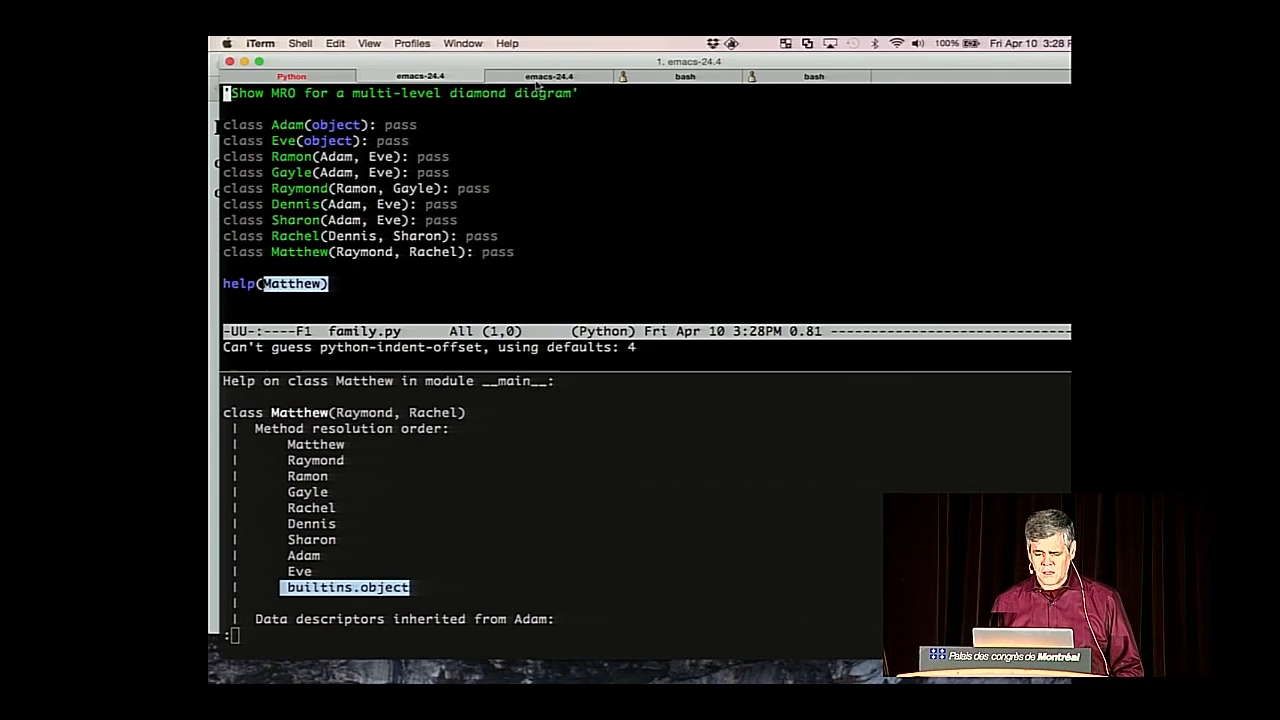 iTerm Shell Edit View Profiles Window Help 100% Fri Apr 10 3:28 P
1. emacs-24.4
Python emacs-24.4 emacs-24.4 bash bash
'Show MRO for a multi-level diamond diagram'
class Adam(object): pass
class Eve(object): pass
class Ramon(Adam, Eve): pass
class Gayle(Adam, Eve): pass
class Raymond(Ramon, Gayle): pass
class Dennis(Adam, Eve): pass
class Sharon(Adam, Eve): pass
class Rachel(Dennis, Sharon): pass
class Matthew(Raymond, Rachel): pass
help(Matthew)
-UU-:----F1 family.py All (1,0) (Python) Fri Apr 10 3:28PM 0.81 ------------------------------
Can't guess python-indent-offset, using defaults: 4
Help on class Matthew in module __main__:
class Matthew(Raymond, Rachel)
| Method resolution order:
| Matthew
| Raymond
| Ramon
| Gayle
| Rachel
| Dennis
| Sharon
| Adam
| Eve
| builtins.object
|
| Data descriptors inherited from Adam:
:
Palais des congrès de Montréal